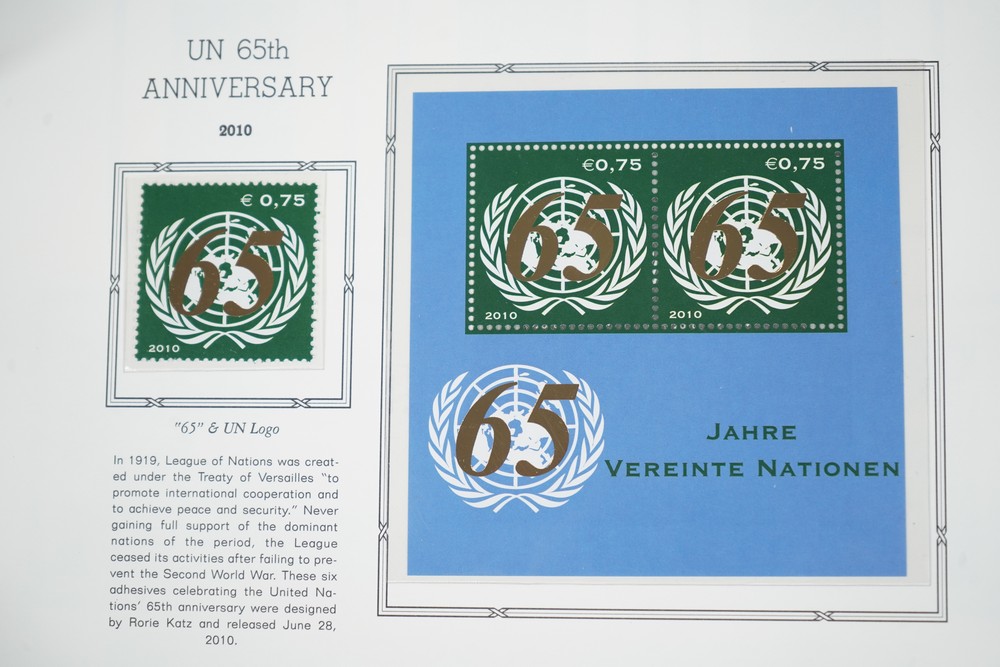 UN 65th
ANNIVERSARY
2010
€ 0,75
65
2010
"65" & UN Logo
In 1919, League of Nations was creat-
ed under the Treaty of Versailles "to
promote international cooperation and
to achieve peace and security." Never
gaining full support of the dominant
nations of the period, the League
ceased its activities after failing to pre-
vent the Second World War. These six
adhesives celebrating the United Na-
tions' 65th anniversary were designed
by Rorie Katz and released June 28,
2010.
€0,75
65
2010
€0,75
65
2010
65
JAHRE
VEREINTE NATIONEN